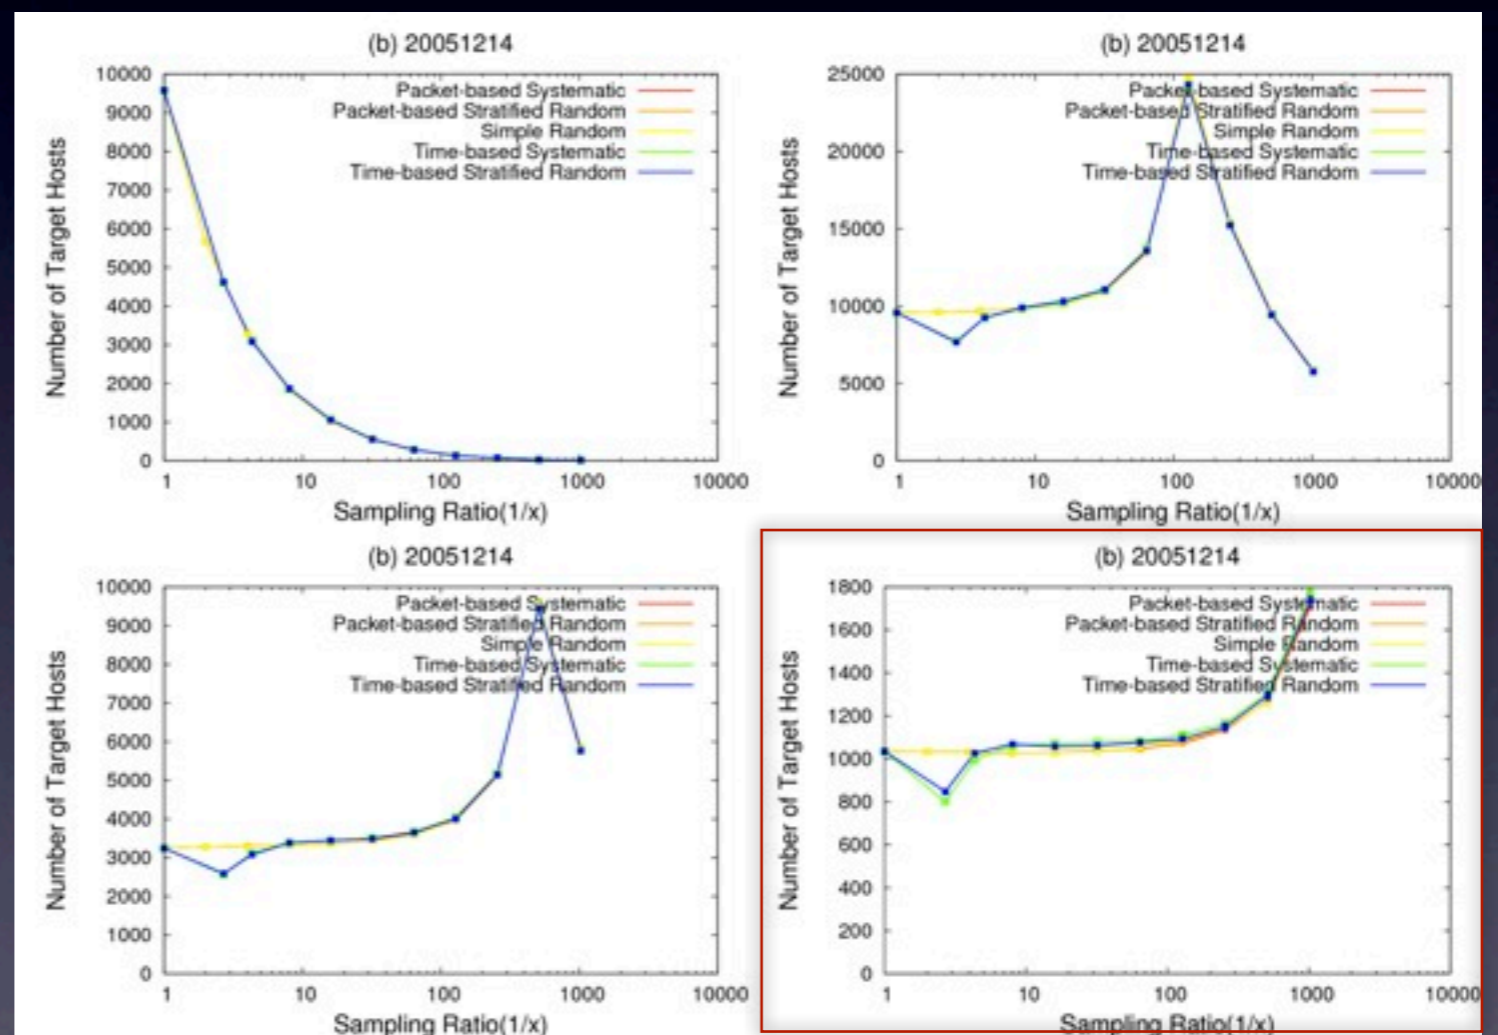 (b) 20051214
10000
9000
8000
7000
6000
5000
4000
3000
2000
1000
0
Number of Target Hosts
Packet-based Systematic
Packet-based Stratified Random
Simple Random
Time-based Systematic
Time-based Stratified Random
1 10 100 1000 10000
Sampling Ratio(1/x)
(b) 20051214
25000
20000
15000
10000
5000
0
Number of Target Hosts
Packet-based Systematic
Packet-based Stratified Random
Simple Random
Time-based Systematic
Time-based Stratified Random
1 10 100 1000 10000
Sampling Ratio(1/x)
(b) 20051214
10000
9000
8000
7000
6000
5000
4000
3000
2000
1000
0
Number of Target Hosts
Packet-based Systematic
Packet-based Stratified Random
Simple Random
Time-based Systematic
Time-based Stratified Random
1 10 100 1000 10000
Sampling Ratio(1/x)
(b) 20051214
1800
1600
1400
1200
1000
800
600
400
200
0
Number of Target Hosts
Packet-based Systematic
Packet-based Stratified Random
Simple Random
Time-based Systematic
Time-based Stratified Random
1 10 100 1000 10000
Sampling Ratio(1/x)